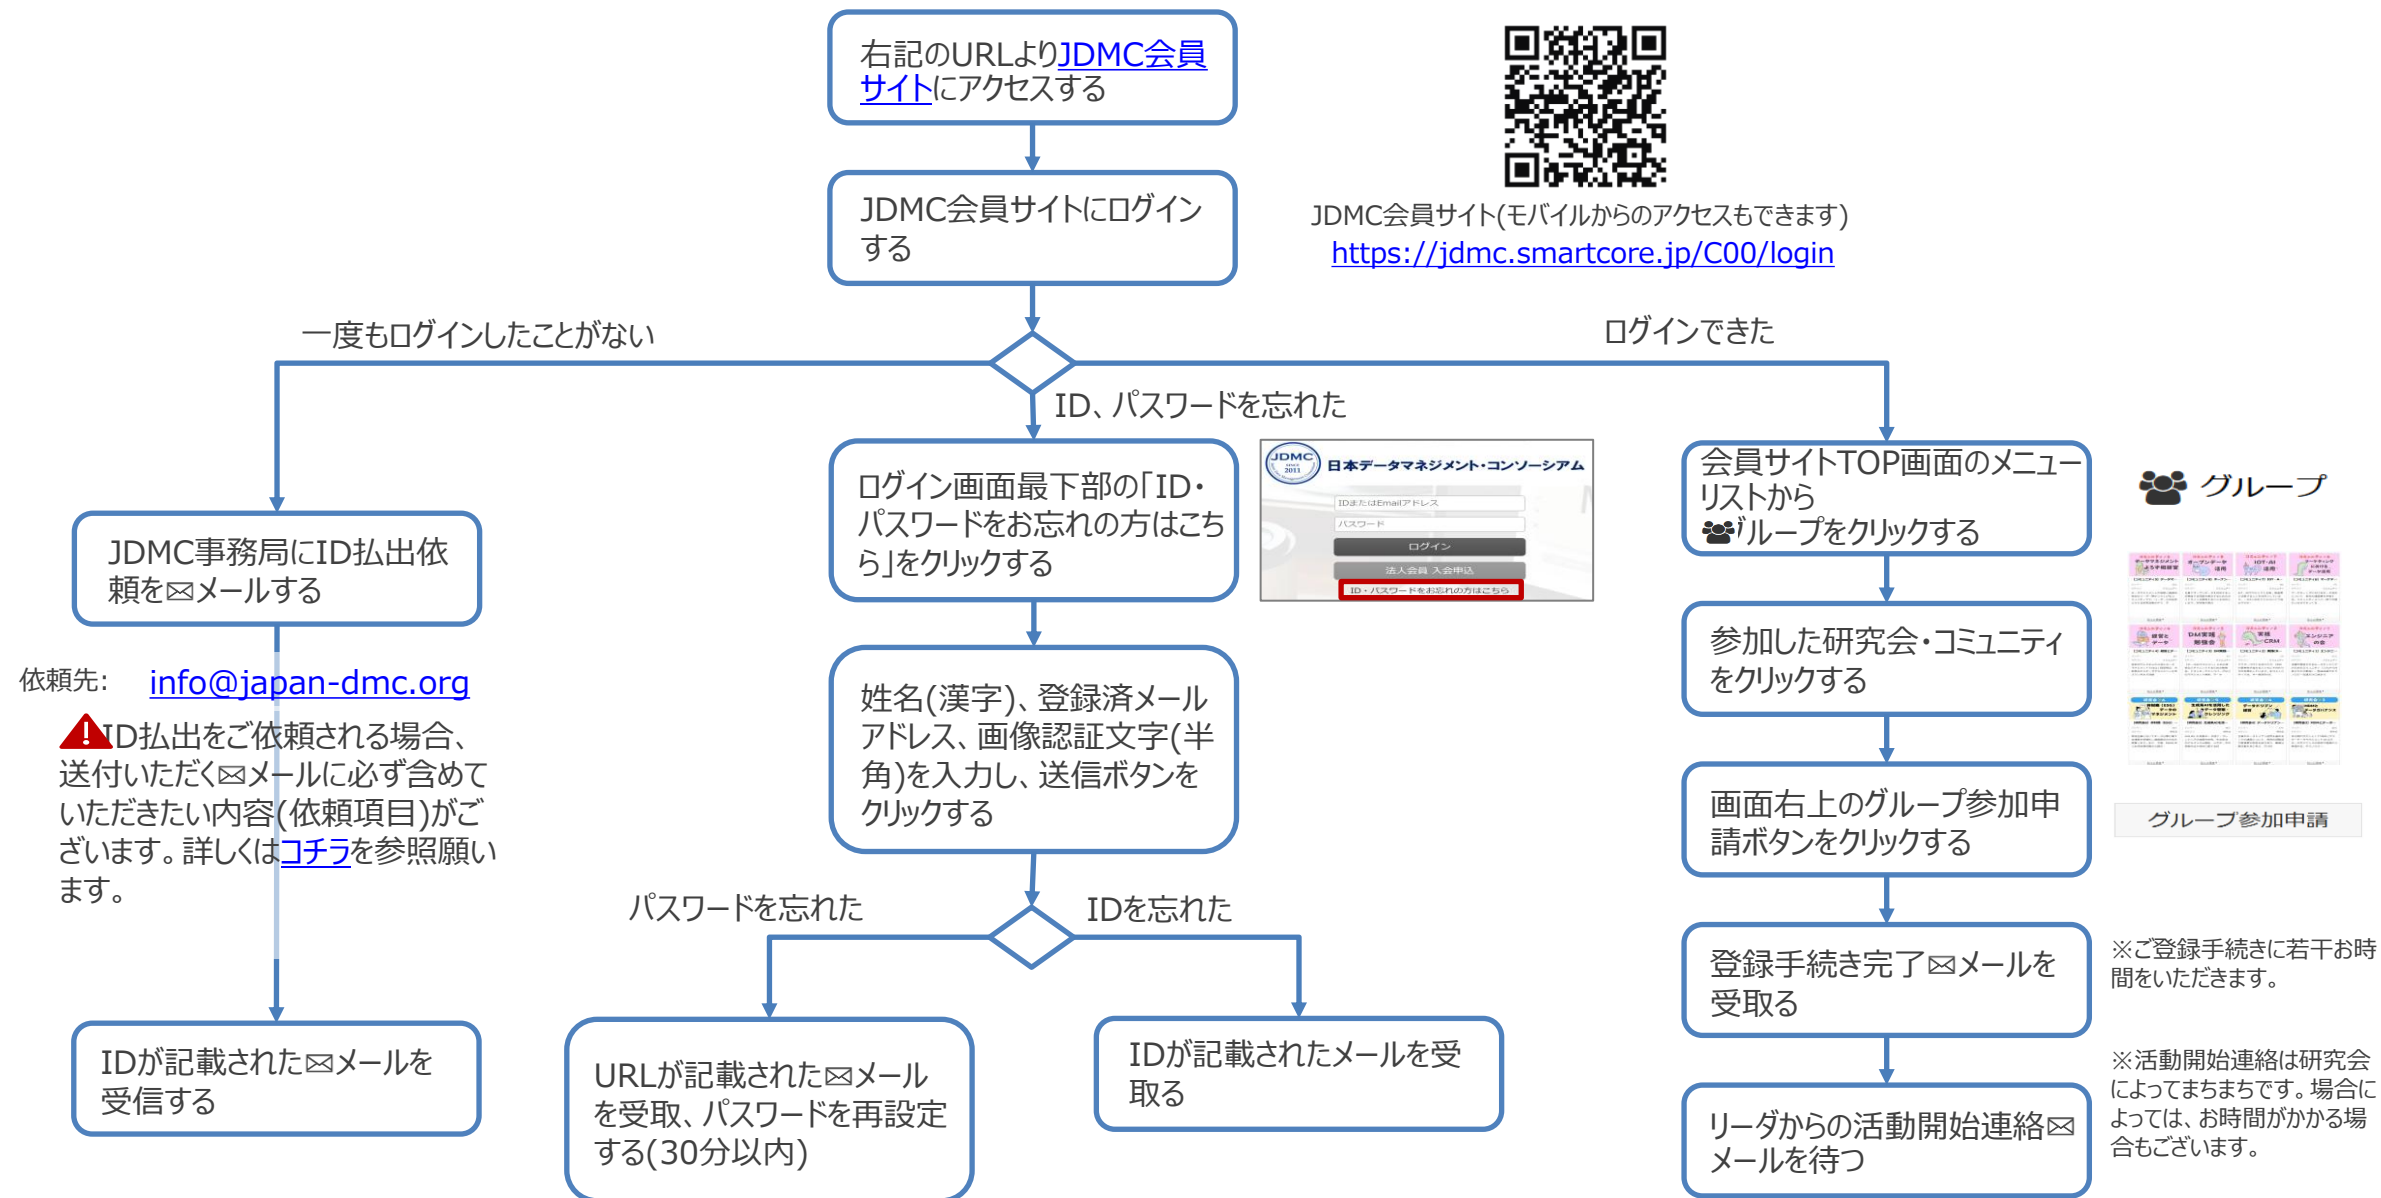 右記のURLよりJDMC会員
サイトにアクセスする
JDMC会員サイトにログイン
する
JDMC会員サイト(モバイルからのアクセスもできます)
https://jdmc.smartcore.jp/C00/login
一度もログインしたことがない
ID、パスワードを忘れた
ログインできた
JDMC事務局にID払出依
頼を✉メールする
依頼先:
info@japan-dmc.org
ID払出をご依頼される場合、
送付いただく✉メールに必ず含めて
いただきたい内容(依頼項目)がご
ざいます。詳しくはコチラを参照願い
ます。
IDが記載された✉メールを
受信する
ログイン画面最下部の「ID・
パスワードをお忘れの方はこち
ら」をクリックする
JDMC
SINCE
2011
日本データマネジメント・コンソーシアム
IDまたはEmailアドレス
パスワード
ログイン
法人会員 入会申込
ID・パスワードをお忘れの方はこちら
姓名(漢字)、登録済メール
アドレス、画像認証文字(半
角)を入力し、送信ボタンを
クリックする
パスワードを忘れた
IDを忘れた
URLが記載された✉メール
を受取、パスワードを再設定
する(30分以内)
IDが記載されたメールを受
取る
会員サイトTOP画面のメニュー
リストから
グループをクリックする
グループ
参加した研究会・コミュニティ
をクリックする
画面右上のグループ参加申
請ボタンをクリックする
グループ参加申請
登録手続き完了✉メールを
受取る
※ご登録手続きに若干お時
間をいただきます。
リーダからの活動開始連絡✉
メールを待つ
※活動開始連絡は研究会
によってまちまちです。場合に
よっては、お時間がかかる場
合もございます。